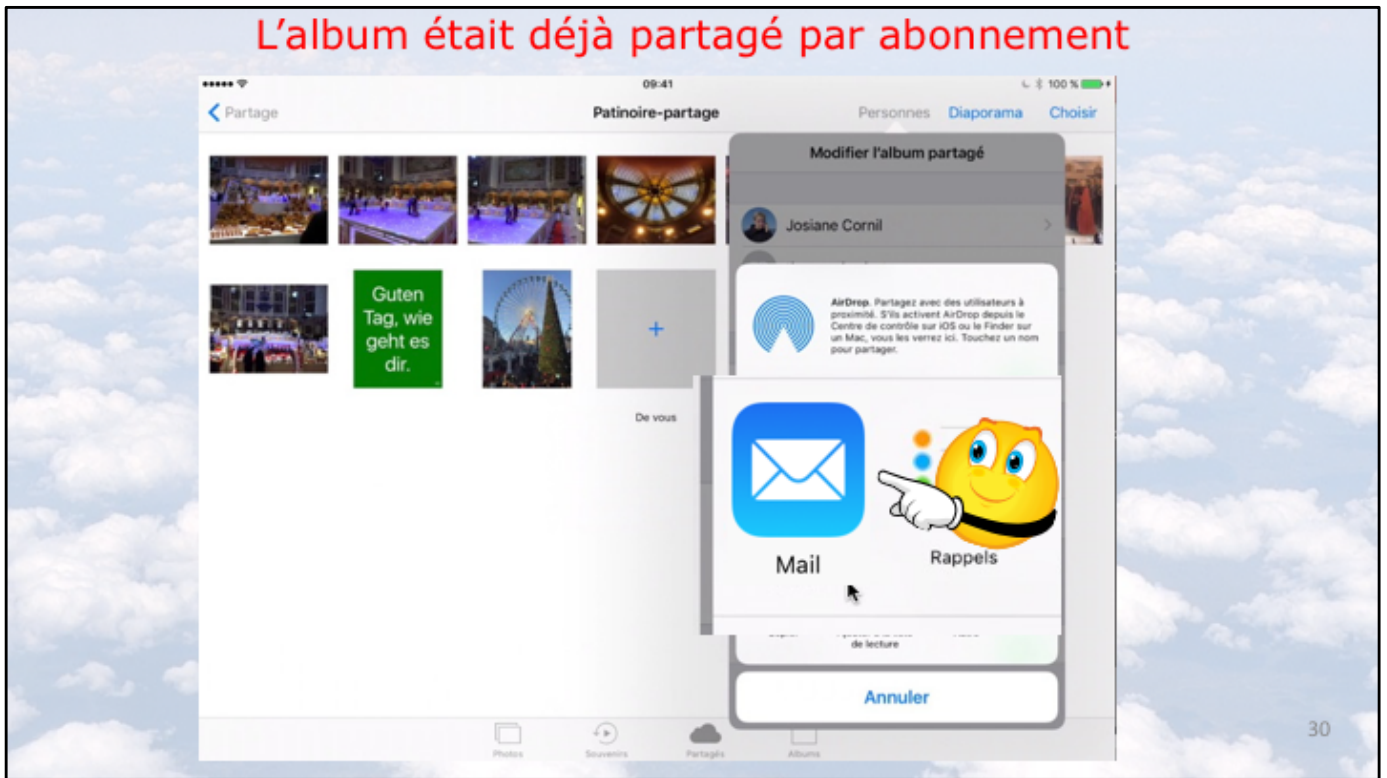 L'album était déjà partagé par abonnement
09:41
100 %
Partage
Patinoire-partage
Personnes
Diaporama
Choisir
Modifier l'album partagé
Josiane Cornil
Guten
Tag, wie
geht es
dir.
AirDrop. Partagez avec des utilisateurs à
proximité. S'ils activent AirDrop depuis le
Centre de contrôle sur iOS ou le Finder sur
un Mac, vous les verrez ici. Touchez un nom
pour partager.
De vous
Mail
Rappels
de lecture
Annuler
Photos
Souvenirs
Partagés
Albums
30